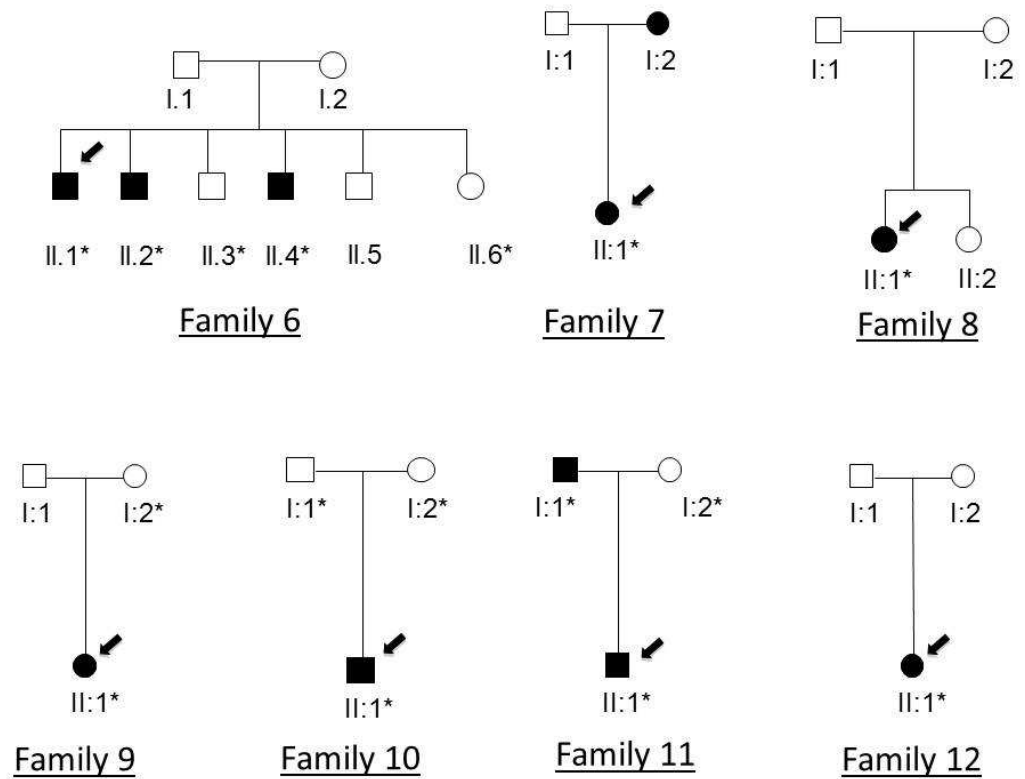 I.1 I.2
II.1* II.2* II.3* II.4* II.5 II.6*
Family 6
I:1 I:2
II:1*
Family 7
I:1 I:2
II:1* II:2
Family 8
I:1 I:2*
II:1*
Family 9
I:1* I:2*
II:1*
Family 10
I:1* I:2*
II:1*
Family 11
I:1 I:2
II:1*
Family 12